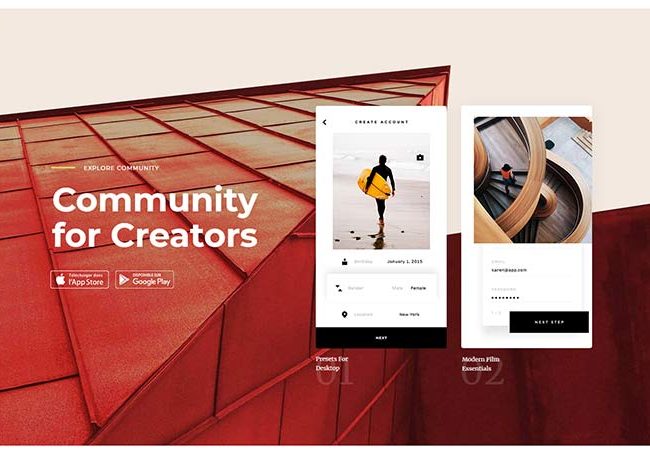 EXPLORE COMMUNITY
Community
for Creators
Télécharger dans
l'App Store
DISPONIBLE SUR
Google Play
CREATE ACCOUNT
Birthday January 1, 2015
Gender Male Female
Location New York
NEXT
Presets For
Desktop
01
EMAIL
karen@app.com
PASSWORD
••••••••
NEXT STEP
Modern Film
Essentials
02